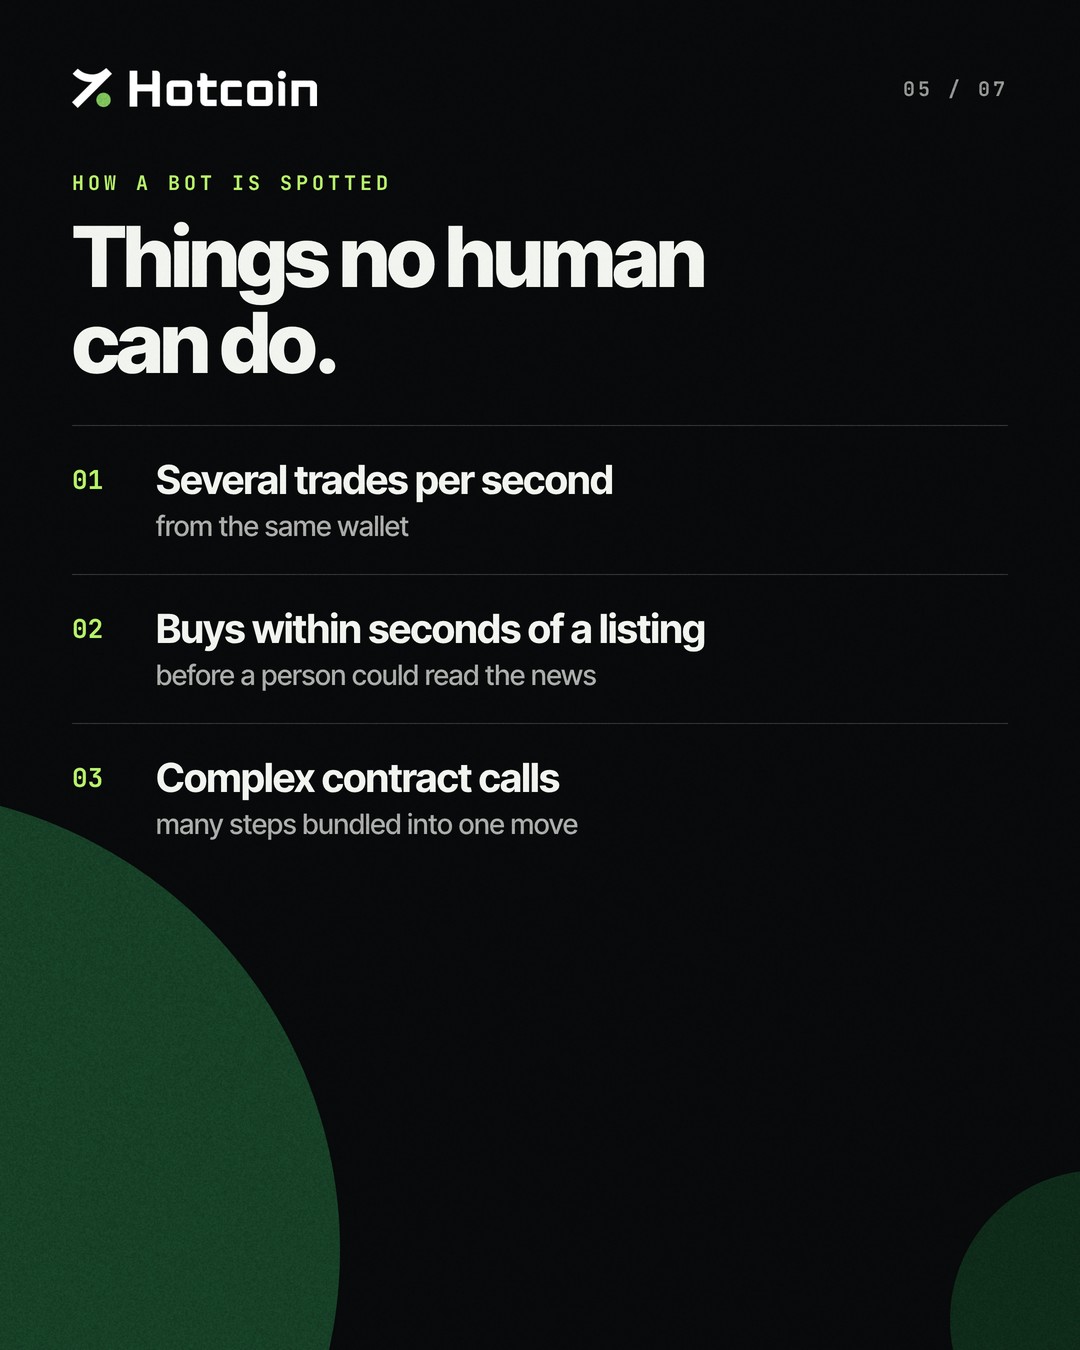 Hotcoin
05 / 07
HOW A BOT IS SPOTTED
Things no human
can do.
01
Several trades per second
from the same wallet
02
Buys within seconds of a listing
before a person could read the news
03
Complex contract calls
many steps bundled into one move